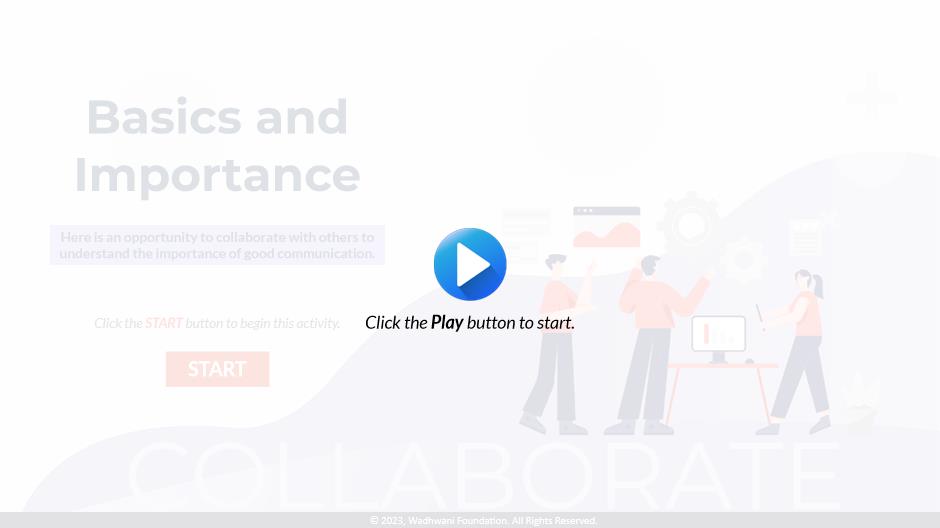 Basics and
Importance
Here is an opportunity to collaborate with others to
understand the importance of good communication.
Click the START button to begin this activity.
START
Click the Play button to start.
COLLABORATE
© 2023, Wadhwani Foundation. All Rights Reserved.